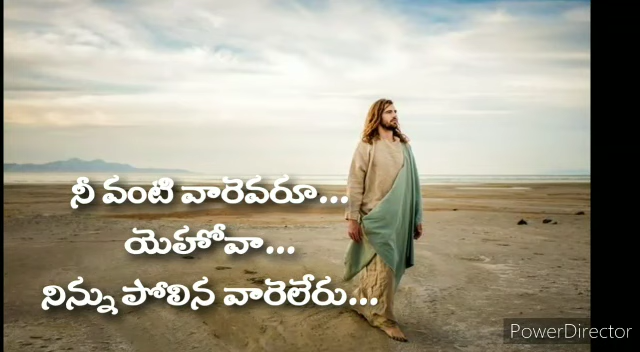 నీ వంటి వారెవరూ...
యెహోవా...
నిన్ను పోలిన వారెలేరు...
PowerDirector